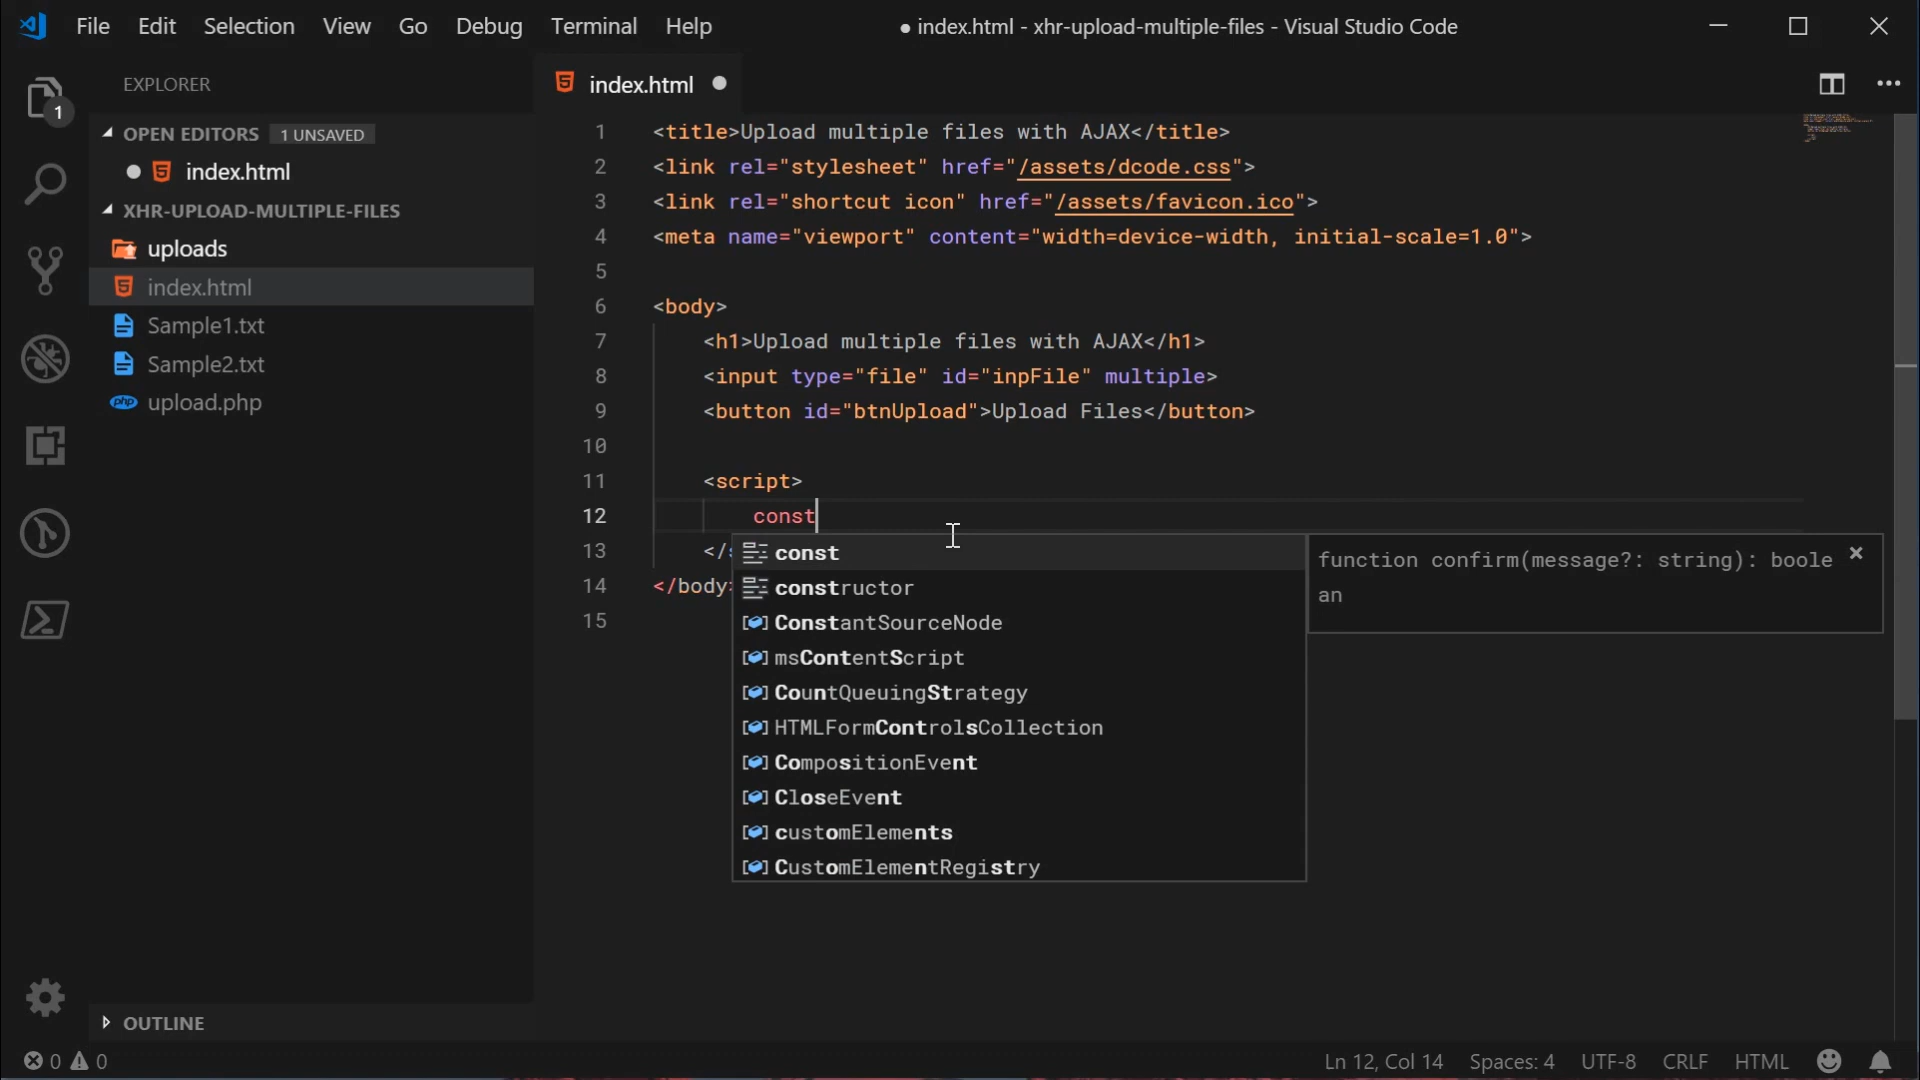 File Edit Selection View Go Debug Terminal Help
● index.html - xhr-upload-multiple-files - Visual Studio Code
1
EXPLORER
OPEN EDITORS 1 UNSAVED
index.html
XHR-UPLOAD-MULTIPLE-FILES
uploads
index.html
Sample1.txt
Sample2.txt
php upload.php
OUTLINE
index.html
1 <title>Upload multiple files with AJAX</title>
2 <link rel="stylesheet" href="/assets/dcode.css">
3 <link rel="shortcut icon" href="/assets/favicon.ico">
4 <meta name="viewport" content="width=device-width, initial-scale=1.0">
5
6 <body>
7 <h1>Upload multiple files with AJAX</h1>
8 <input type="file" id="inpFile" multiple>
9 <button id="btnUpload">Upload Files</button>
10
11 <script>
12 const
13 </s
14 </body>
15
const
constructor
ConstantSourceNode
msContentScript
CountQueuingStrategy
HTMLFormControlsCollection
CompositionEvent
CloseEvent
customElements
CustomElementRegistry
function confirm(message?: string): boole
an
0 0
Ln 12, Col 14 Spaces: 4 UTF-8 CRLF HTML